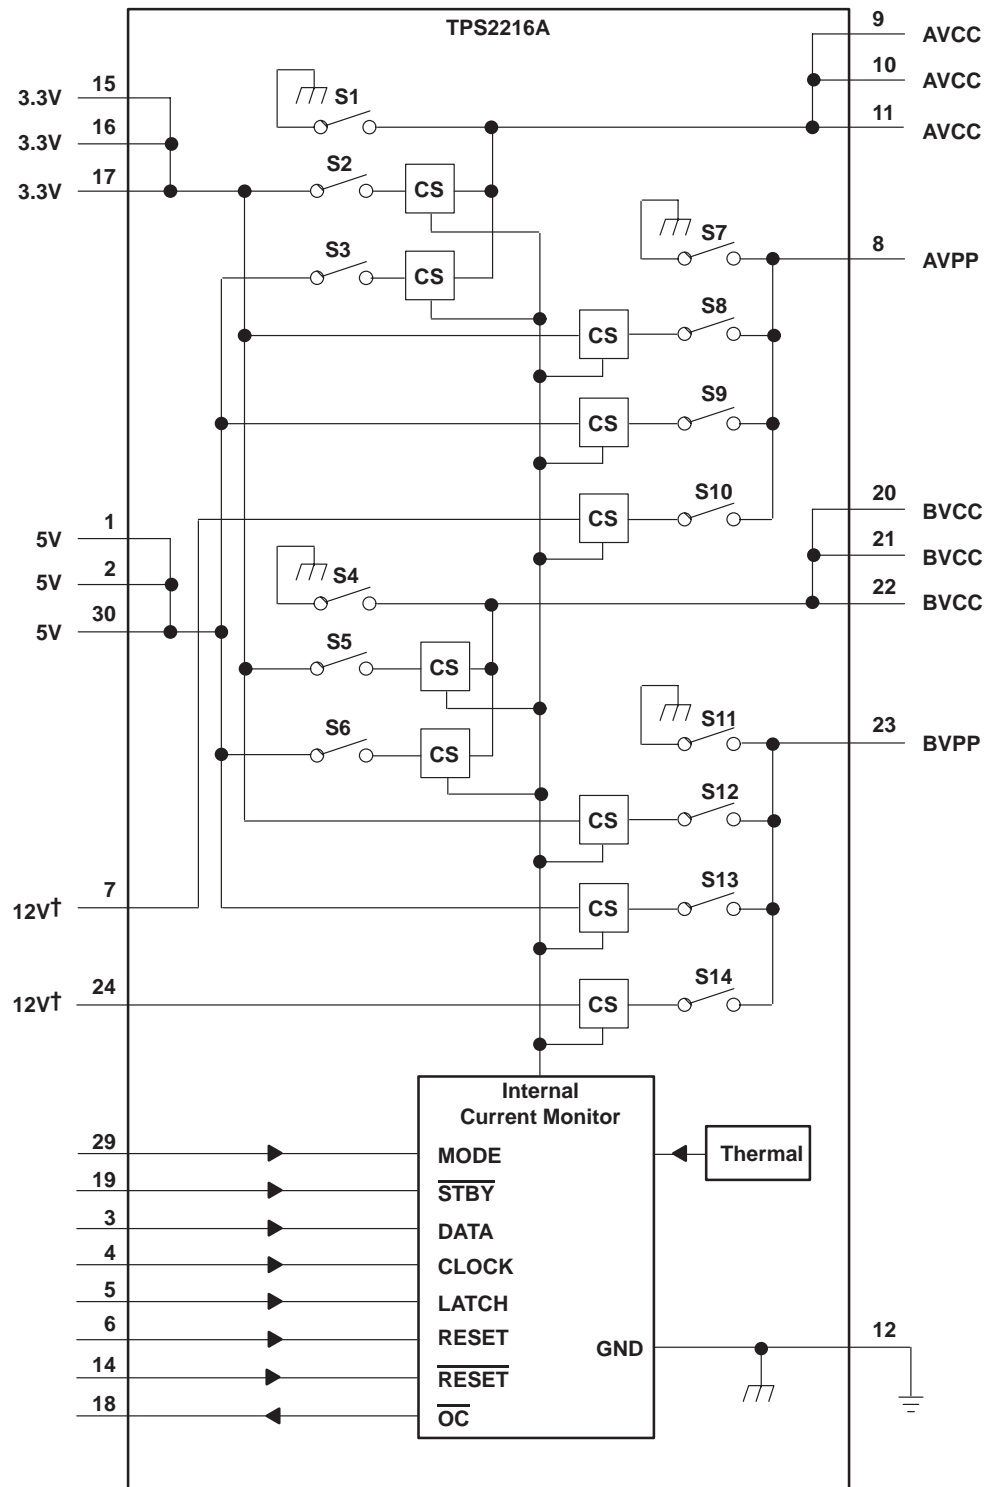 TPS2216A
9
AVCC
10
AVCC
11
AVCC
15
3.3V
16
3.3V
17
3.3V
S1
S2
CS
S3
CS
S7
8
AVPP
CS
S8
CS
S9
CS
S10
20
BVCC
21
BVCC
22
BVCC
1
5V
2
5V
30
5V
S4
S5
CS
S6
CS
S11
23
BVPP
CS
S12
CS
S13
CS
S14
7
12V†
24
12V†
Internal
Current Monitor
Thermal
29
MODE
19
S̅T̅B̅Y̅
3
DATA
4
CLOCK
5
LATCH
6
RESET
14
R̅E̅S̅E̅T̅
18
O̅C̅
GND
12